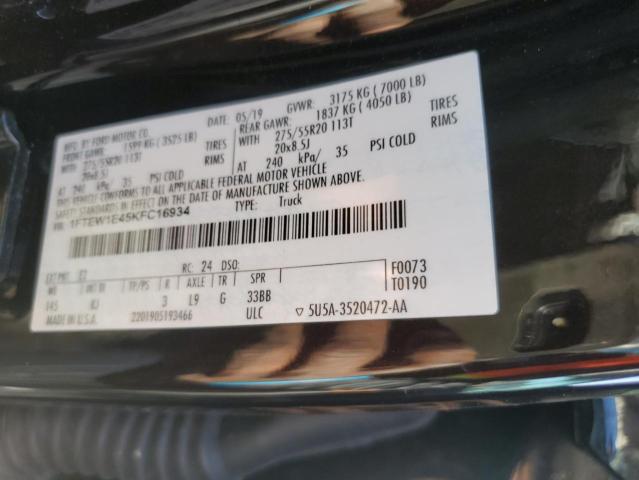 MFG. BY FORD MOTOR CO. DATE: 05/19 GVWR: 3175 KG ( 7000 LB)
FRONT GAWR: 1599 KG ( 3525 LB) REAR GAWR: 1837 KG ( 4050 LB)
WITH 275/55R20 113T TIRES WITH 275/55R20 113T TIRES
20x8.5J RIMS 20x8.5J RIMS
AT 240 kPa/ 35 PSI COLD AT 240 kPa/ 35 PSI COLD
THIS VEHICLE CONFORMS TO ALL APPLICABLE FEDERAL MOTOR VEHICLE
IN EFFECT ON THE DATE OF MANUFACTURE SHOWN ABOVE.
VIN: 1FTEW1E45KFC16934 TYPE: Truck
EXT PNT: RC: 24 DSO: F0073
WB TP/PS R AXLE TR SPR T0190
145 3 L9 G 33BB
MADE IN U.S.A. 2201905193466 ULC ▽ 5U5A-3520472-AA